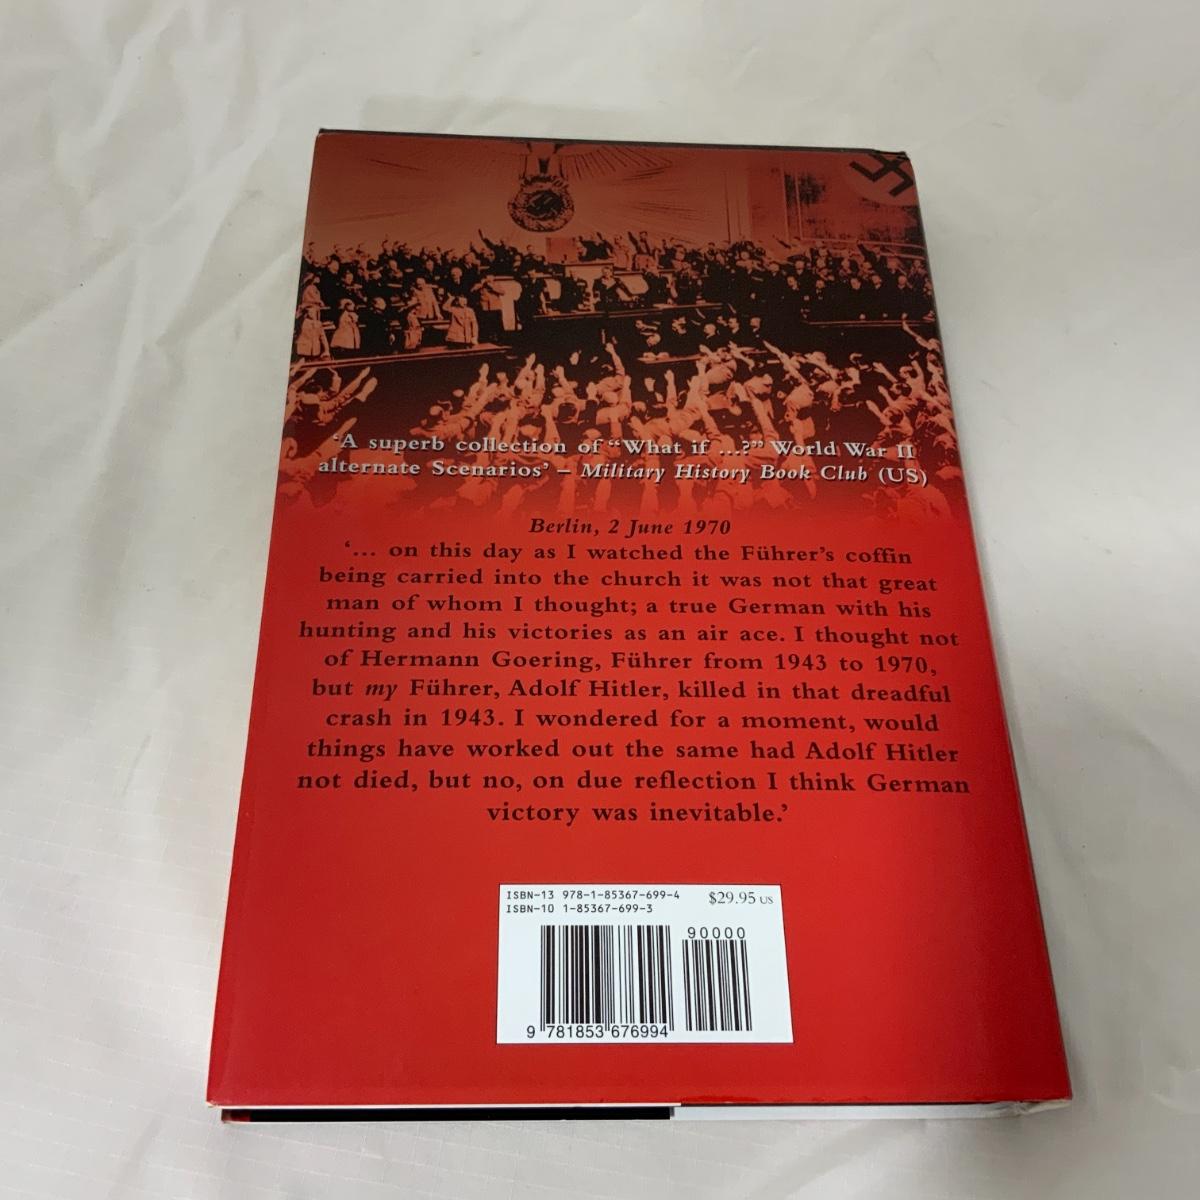 ‘A superb collection of “What if ...?” World War II
alternate Scenarios’ – Military History Book Club (US)
Berlin, 2 June 1970
‘... on this day as I watched the Führer’s coffin
being carried into the church it was not that great
man of whom I thought; a true German with his
hunting and his victories as an air ace. I thought not
of Hermann Goering, Führer from 1943 to 1970,
but my Führer, Adolf Hitler, killed in that dreadful
crash in 1943. I wondered for a moment, would
things have worked out the same had Adolf Hitler
not died, but no, on due reflection I think German
victory was inevitable.’
ISBN-13 978-1-85367-699-4 $29.95 US
ISBN-10 1-85367-699-3
90000
9 781853 676994